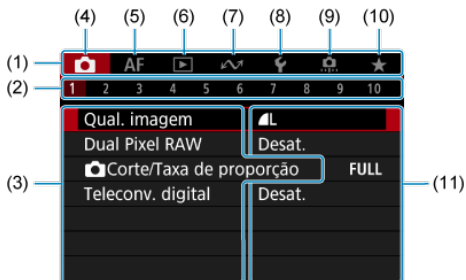 (4) (5) (6) (7) (8) (9) (10)
(1) AF
(2) 1 2 3 4 5 6 7 8 9 10
Qual. imagem L
Dual Pixel RAW Desat.
(3) Corte/Taxa de proporção FULL (11)
Teleconv. digital Desat.